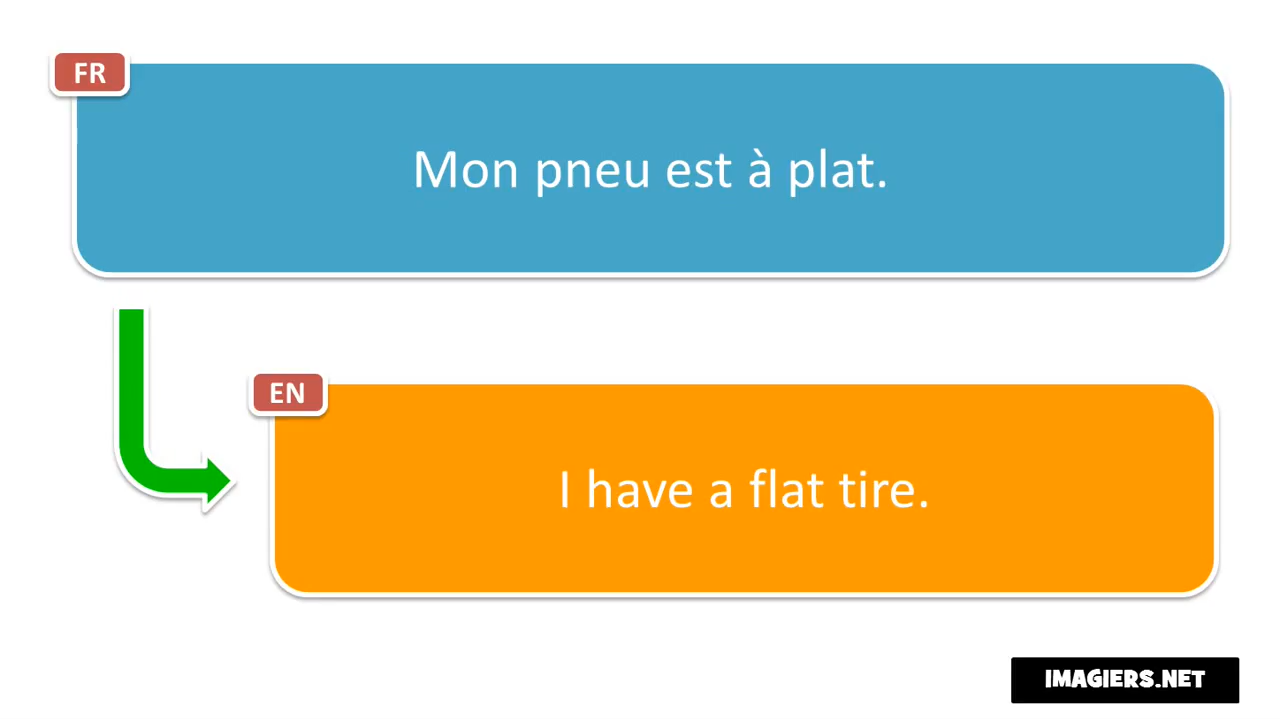 FR
Mon pneu est à plat.
EN
I have a flat tire.
IMAGIERS.NET